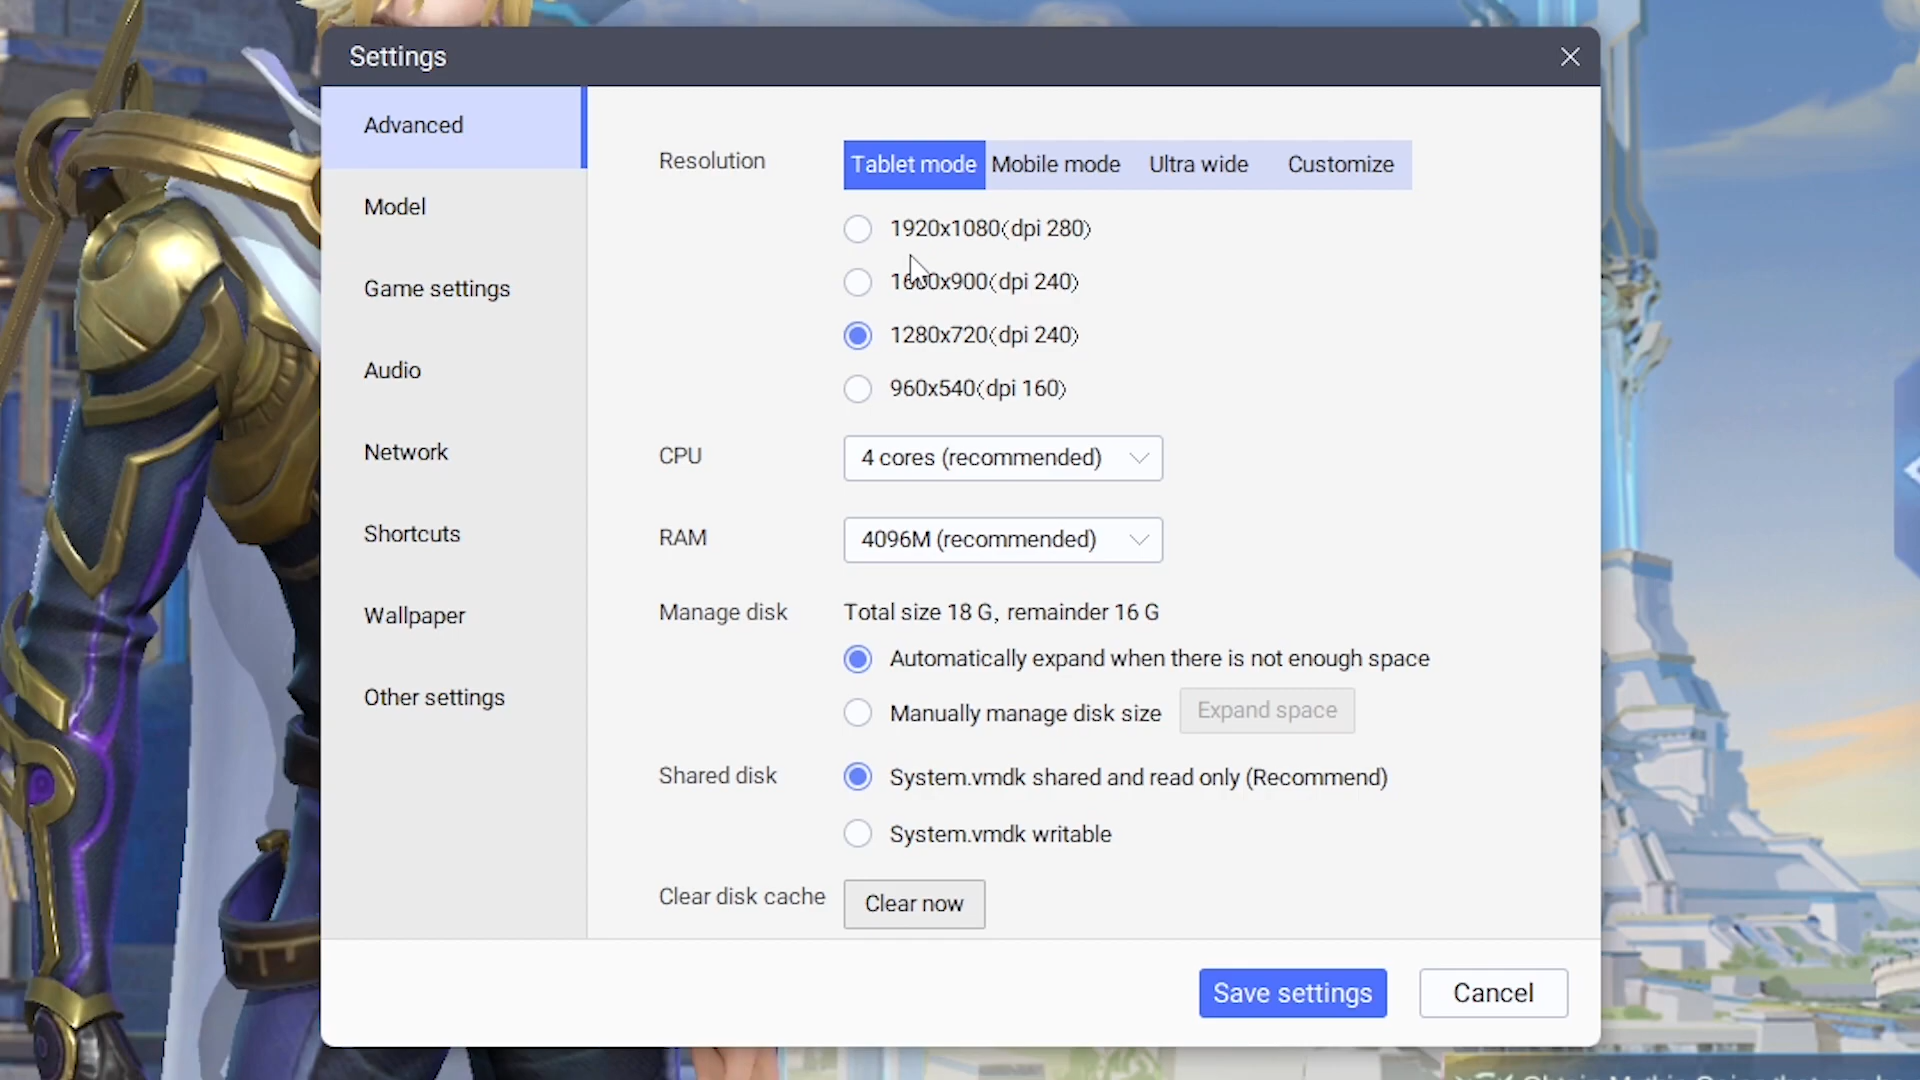 Settings
Advanced
Model
Game settings
Audio
Network
Shortcuts
Wallpaper
Other settings
Resolution
Tablet mode Mobile mode Ultra wide Customize
1920x1080(dpi 280)
1600x900(dpi 240)
1280x720(dpi 240)
960x540(dpi 160)
CPU
4 cores (recommended)
RAM
4096M (recommended)
Manage disk
Total size 18 G, remainder 16 G
Automatically expand when there is not enough space
Manually manage disk size Expand space
Shared disk
System.vmdk shared and read only (Recommend)
System.vmdk writable
Clear disk cache
Clear now
Save settings Cancel